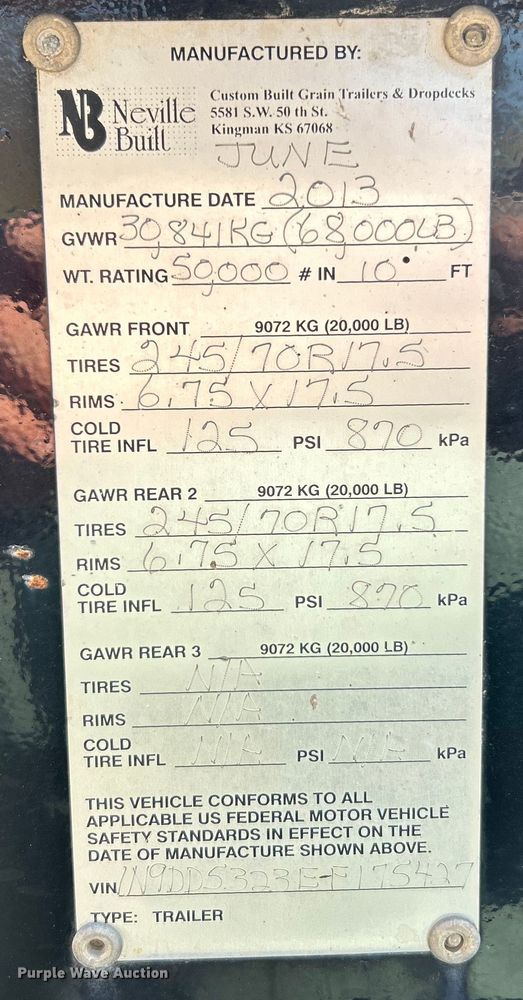 MANUFACTURED BY:
NB Neville Built
Custom Built Grain Trailers & Dropdecks
5581 S.W. 50 th St.
Kingman KS 67068
JUNE
MANUFACTURE DATE 2013
GVWR 30,841KG (68,000LB)
WT. RATING 50,000 # IN 10' FT
GAWR FRONT 9072 KG (20,000 LB)
TIRES 245/70R17.5
RIMS 6.75 X 17.5
COLD
TIRE INFL 125 PSI 870 kPa
GAWR REAR 2 9072 KG (20,000 LB)
TIRES 245/70R17.5
RIMS 6.75 X 17.5
COLD
TIRE INFL 125 PSI 870 kPa
GAWR REAR 3 9072 KG (20,000 LB)
TIRES N/A
RIMS N/A
COLD
TIRE INFL N/A PSI N/A kPa
THIS VEHICLE CONFORMS TO ALL
APPLICABLE US FEDERAL MOTOR VEHICLE
SAFETY STANDARDS IN EFFECT ON THE
DATE OF MANUFACTURE SHOWN ABOVE.
VIN
TYPE: TRAILER
Purple Wave Auction